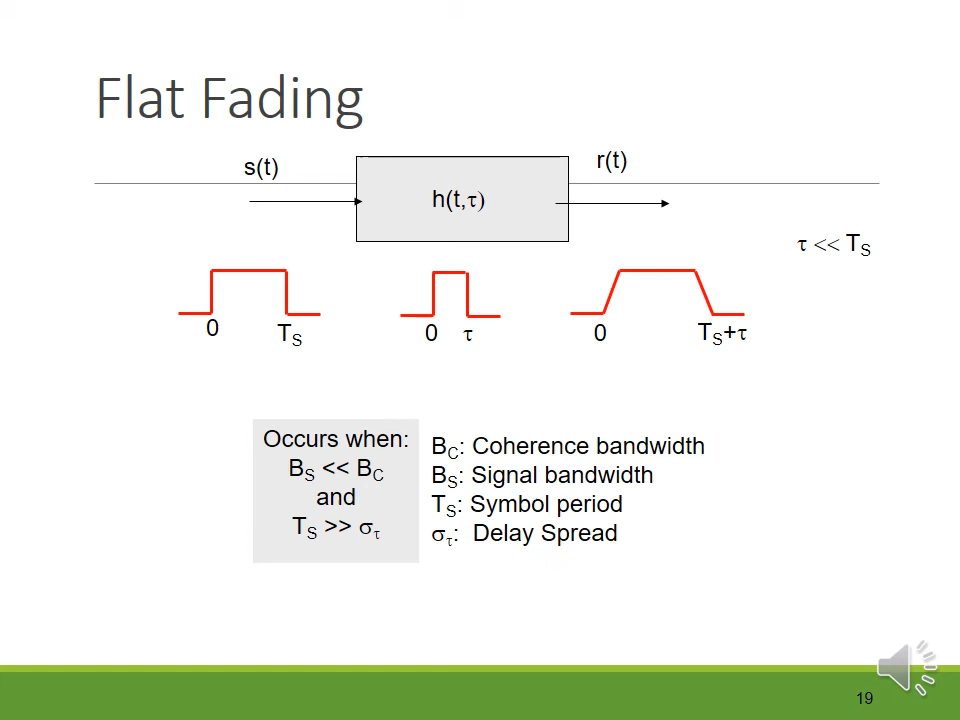 Flat Fading
s(t)
h(t,τ)
r(t)
τ << T_S
0
T_S
0
τ
0
T_S+τ
Occurs when:
B_S << B_C
and
T_S >> σ_τ
B_C: Coherence bandwidth
B_S: Signal bandwidth
T_S: Symbol period
σ_τ: Delay Spread
19